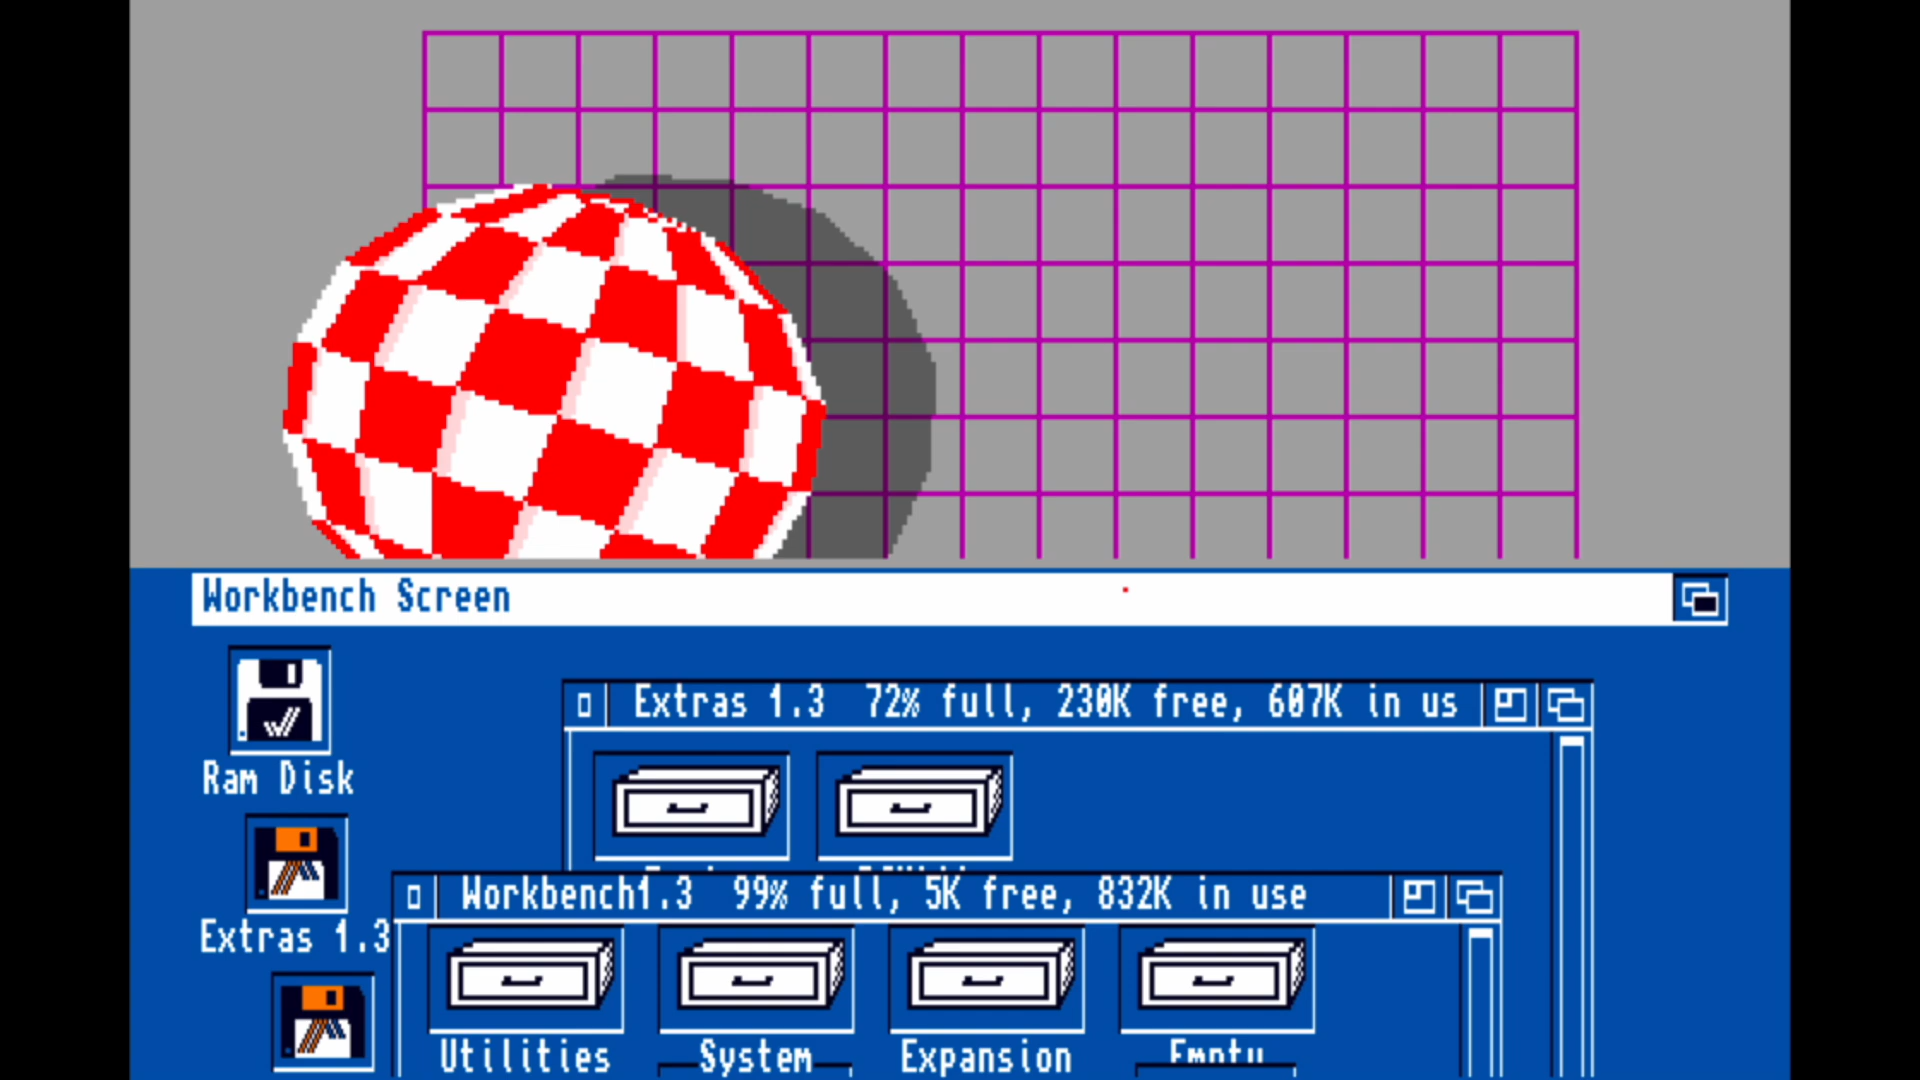 Workbench Screen
Extras 1.3  72% full, 230K free, 607K in us
Ram Disk
Workbench1.3  99% full, 5K free, 832K in use
Extras 1.3
Utilities
System
Expansion
Empty